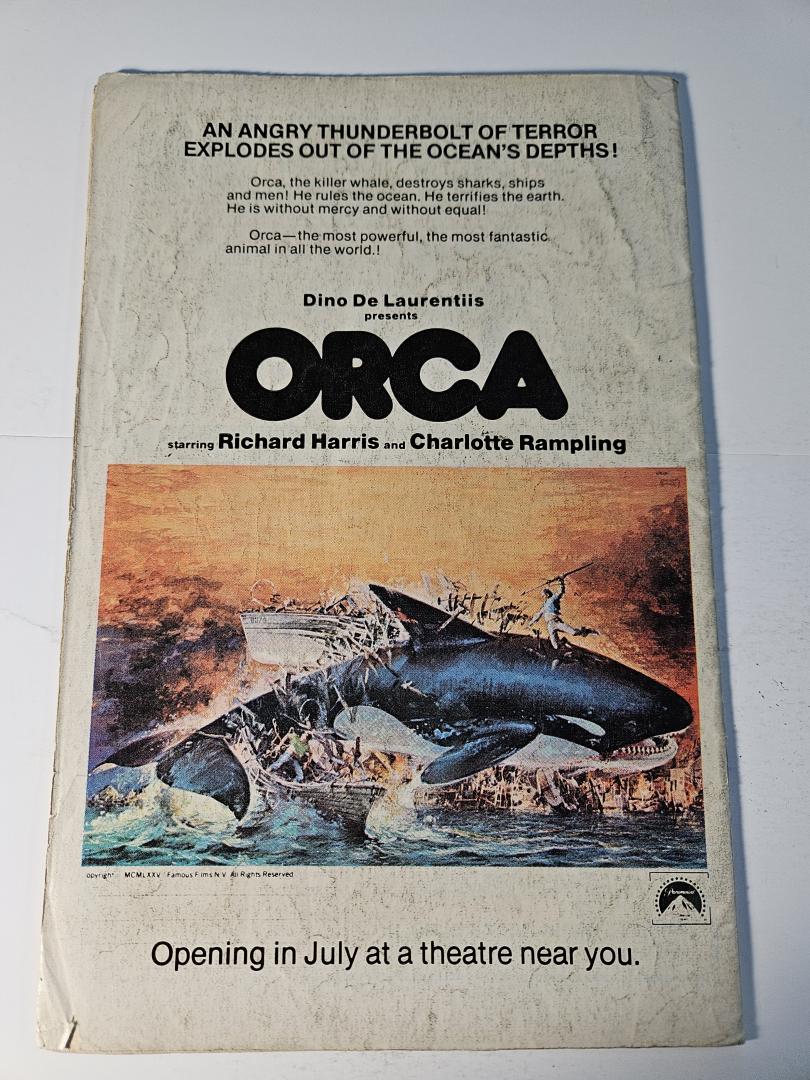 AN ANGRY THUNDERBOLT OF TERROR
EXPLODES OUT OF THE OCEAN'S DEPTHS!
Orca, the killer whale, destroys sharks, ships
and men! He rules the ocean. He terrifies the earth.
He is without mercy and without equal!
Orca—the most powerful, the most fantastic
animal in all the world.!
Dino De Laurentiis
presents
ORCA
starring Richard Harris and Charlotte Rampling
opyright MCMLXXV Famous Films N.V. All Rights Reserved
Paramount
Opening in July at a theatre near you.